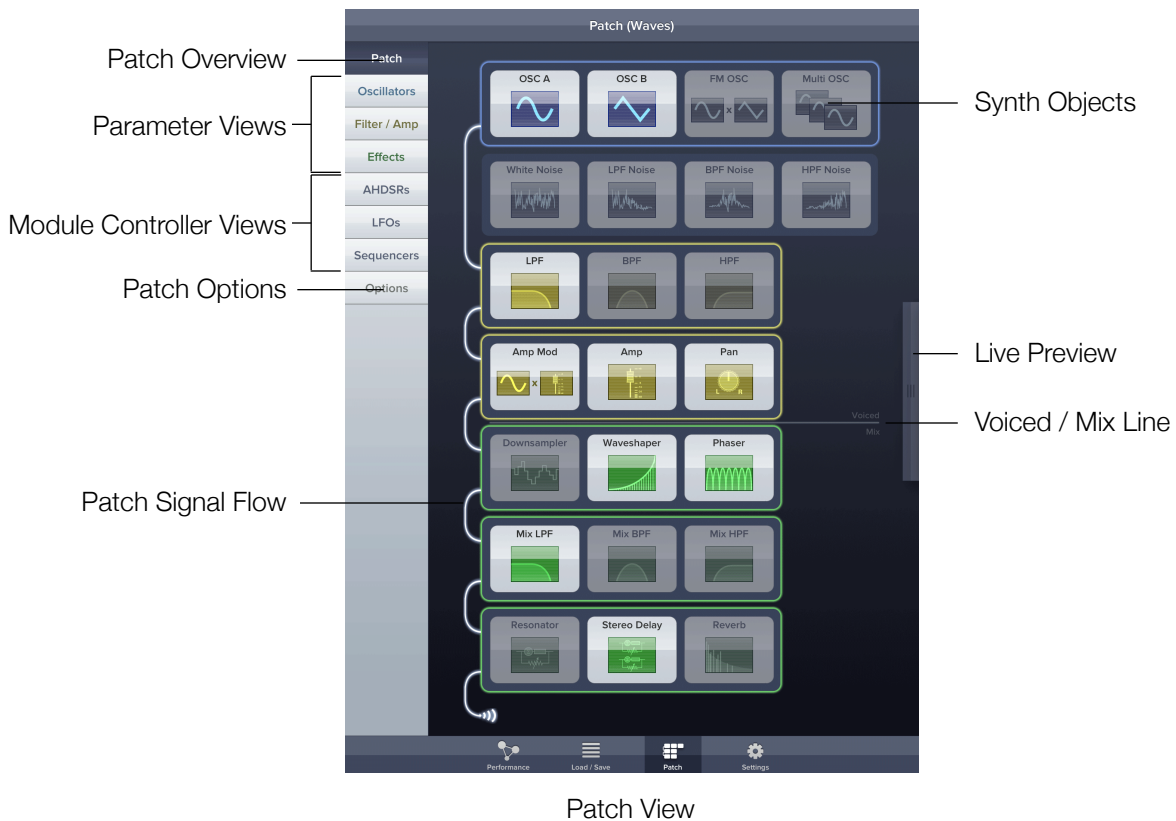 Patch (Waves)
Patch Overview
Parameter Views
Module Controller Views
Patch Options
Patch Signal Flow
Patch
Oscillators
Filter / Amp
Effects
AHDSRs
LFOs
Sequencers
Options
OSC A OSC B FM OSC Multi OSC
x
White Noise LPF Noise BPF Noise HPF Noise
LPF BPF HPF
Amp Mod Amp Pan
x
L R
Voiced
Mix
Downsampler Waveshaper Phaser
Mix LPF Mix BPF Mix HPF
Resonator Stereo Delay Reverb
Synth Objects
Live Preview
Voiced / Mix Line
Performance Load / Save Patch Settings
Patch View